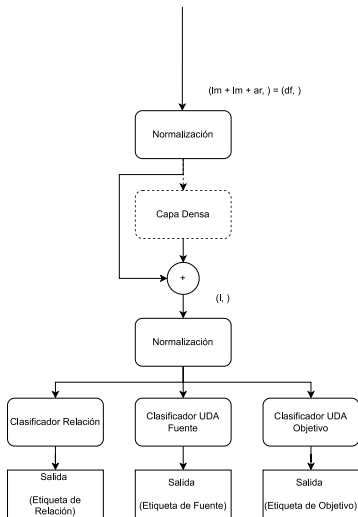 (lm + lm + ar, ) = (df, )
Normalización
Capa Densa
+
(l, )
Normalización
Clasificador Relación
Clasificador UDA
Fuente
Clasificador UDA
Objetivo
Salida
(Etiqueta de
Relación)
Salida
(Etiqueta de Fuente)
Salida
(Etiqueta de Objetivo)